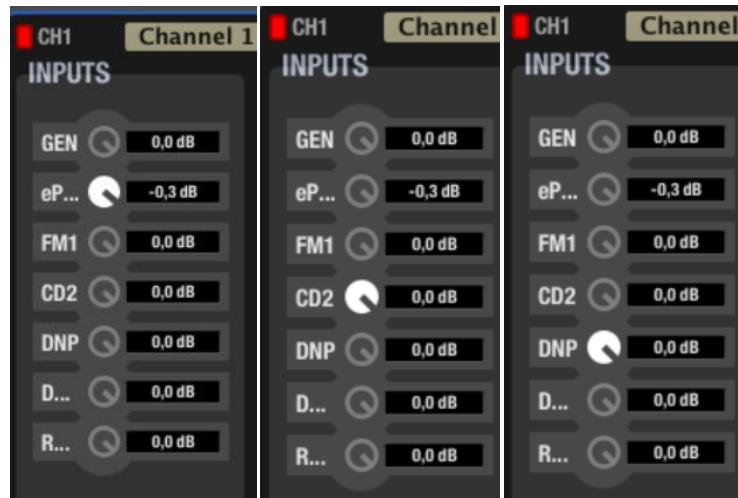 CH1 Channel 1
INPUTS
GEN 0,0 dB
eP... -0,3 dB
FM1 0,0 dB
CD2 0,0 dB
DNP 0,0 dB
D... 0,0 dB
R... 0,0 dB
CH1 Channel
INPUTS
GEN 0,0 dB
eP... -0,3 dB
FM1 0,0 dB
CD2 0,0 dB
DNP 0,0 dB
D... 0,0 dB
R... 0,0 dB
CH1 Channel
INPUTS
GEN 0,0 dB
eP... -0,3 dB
FM1 0,0 dB
CD2 0,0 dB
DNP 0,0 dB
D... 0,0 dB
R... 0,0 dB